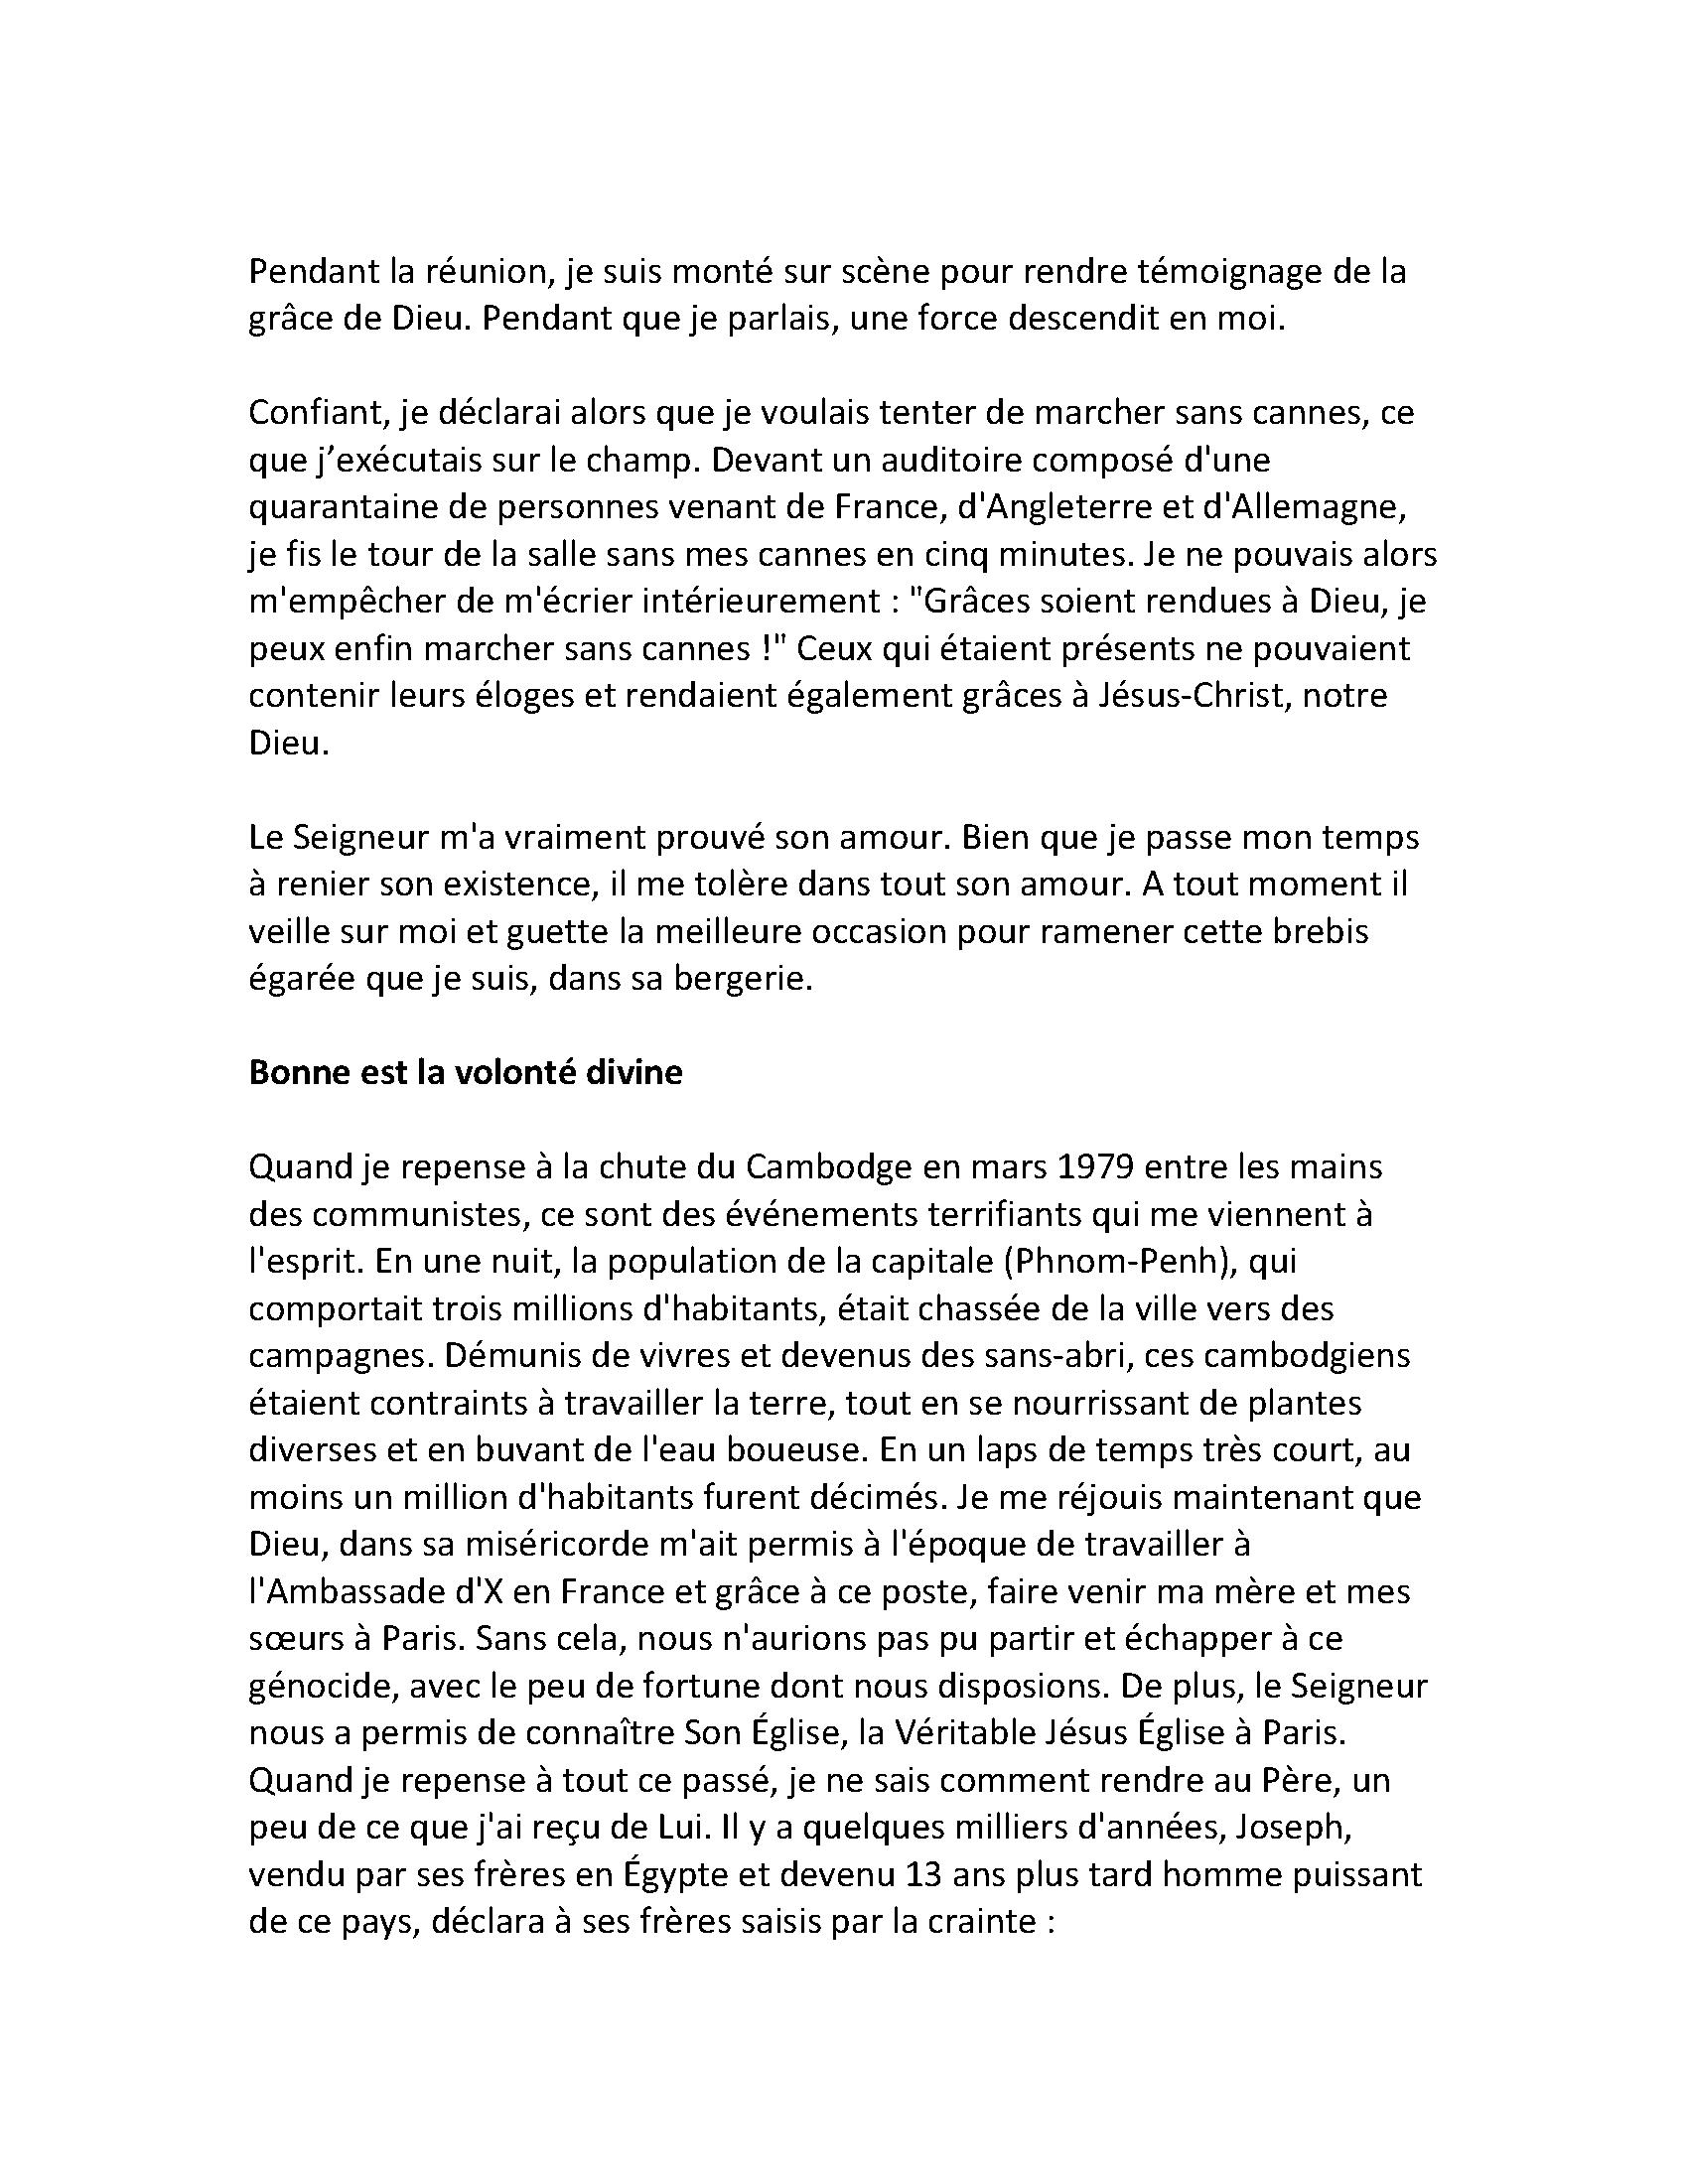 Pendant la réunion, je suis monté sur scène pour rendre témoignage de la
grâce de Dieu. Pendant que je parlais, une force descendit en moi.
Confiant, je déclarai alors que je voulais tenter de marcher sans cannes, ce
que j’exécutais sur le champ. Devant un auditoire composé d'une
quarantaine de personnes venant de France, d'Angleterre et d'Allemagne,
je fis le tour de la salle sans mes cannes en cinq minutes. Je ne pouvais alors
m'empêcher de m'écrier intérieurement : "Grâces soient rendues à Dieu, je
peux enfin marcher sans cannes !" Ceux qui étaient présents ne pouvaient
contenir leurs éloges et rendaient également grâces à Jésus-Christ, notre
Dieu.
Le Seigneur m'a vraiment prouvé son amour. Bien que je passe mon temps
à renier son existence, il me tolère dans tout son amour. A tout moment il
veille sur moi et guette la meilleure occasion pour ramener cette brebis
égarée que je suis, dans sa bergerie.
Bonne est la volonté divine
Quand je repense à la chute du Cambodge en mars 1979 entre les mains
des communistes, ce sont des événements terrifiants qui me viennent à
l'esprit. En une nuit, la population de la capitale (Phnom-Penh), qui
comportait trois millions d'habitants, était chassée de la ville vers des
campagnes. Démunis de vivres et devenus des sans-abri, ces cambodgiens
étaient contraints à travailler la terre, tout en se nourrissant de plantes
diverses et en buvant de l'eau boueuse. En un laps de temps très court, au
moins un million d'habitants furent décimés. Je me réjouis maintenant que
Dieu, dans sa miséricorde m'ait permis à l'époque de travailler à
l'Ambassade d'X en France et grâce à ce poste, faire venir ma mère et mes
sœurs à Paris. Sans cela, nous n'aurions pas pu partir et échapper à ce
génocide, avec le peu de fortune dont nous disposions. De plus, le Seigneur
nous a permis de connaître Son Église, la Véritable Jésus Église à Paris.
Quand je repense à tout ce passé, je ne sais comment rendre au Père, un
peu de ce que j'ai reçu de Lui. Il y a quelques milliers d'années, Joseph,
vendu par ses frères en Égypte et devenu 13 ans plus tard homme puissant
de ce pays, déclara à ses frères saisis par la crainte :